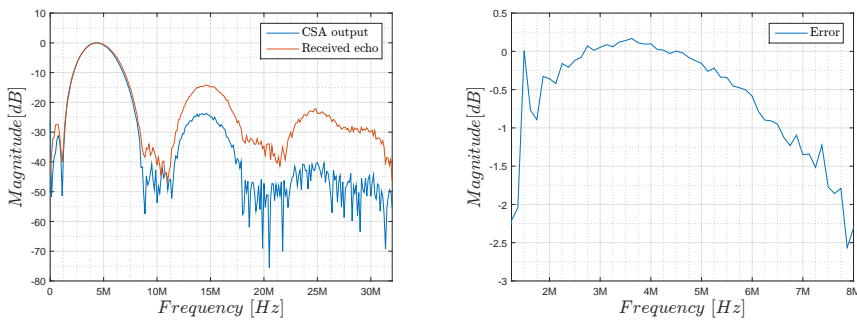 CSA output
Received echo
10
0
-10
-20
-30
-40
-50
-60
-70
-80
0
5M
10M
15M
20M
25M
30M
Magnitude[dB]
Frequency [Hz]
Error
0.5
0
-0.5
-1
-1.5
-2
-2.5
-3
2M
3M
4M
5M
6M
7M
8M
Magnitude[dB]
Frequency [Hz]